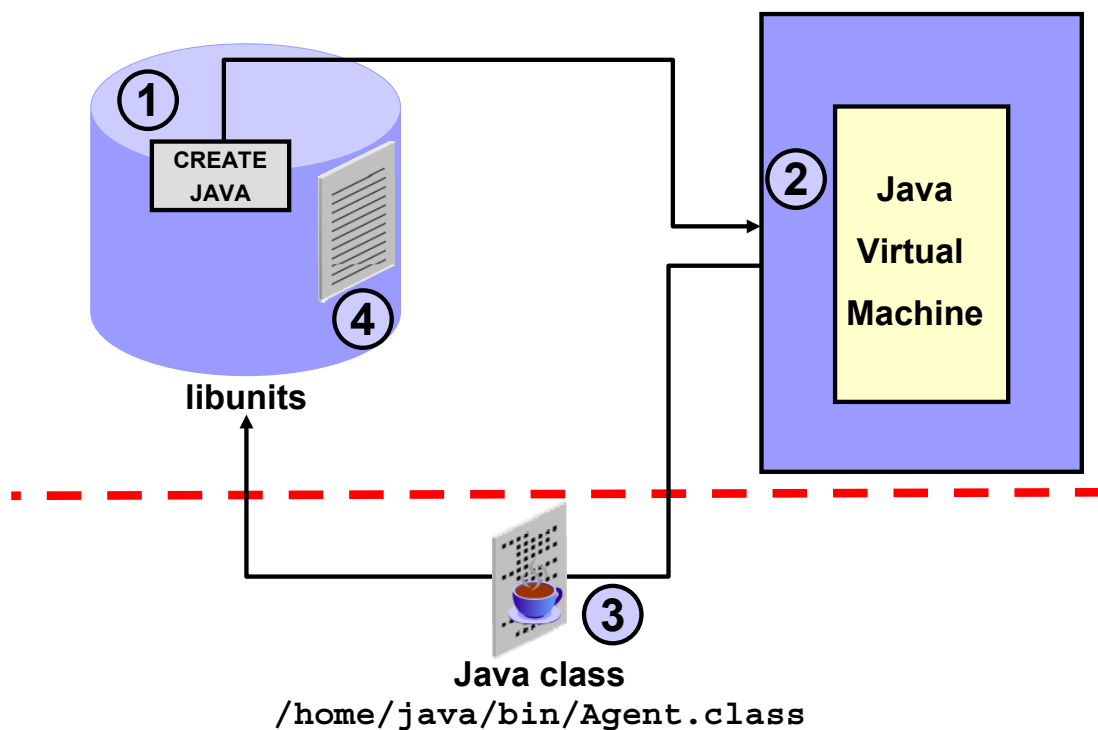 1
CREATE
JAVA
4
libunits
2
Java
Virtual
Machine
3
Java class
/home/java/bin/Agent.class